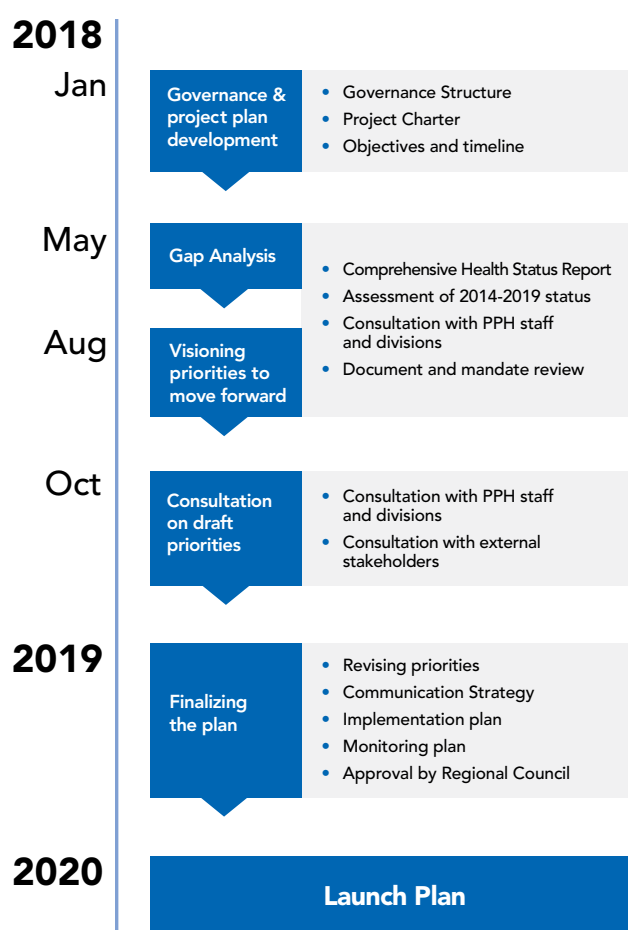 2018
Jan
Governance &
project plan
development
• Governance Structure
• Project Charter
• Objectives and timeline
May
Gap Analysis
Aug
Visioning
priorities to
move forward
• Comprehensive Health Status Report
• Assessment of 2014-2019 status
• Consultation with PPH staff
and divisions
• Document and mandate review
Oct
Consultation
on draft
priorities
• Consultation with PPH staff
and divisions
• Consultation with external
stakeholders
2019
Finalizing
the plan
• Revising priorities
• Communication Strategy
• Implementation plan
• Monitoring plan
• Approval by Regional Council
2020
Launch Plan